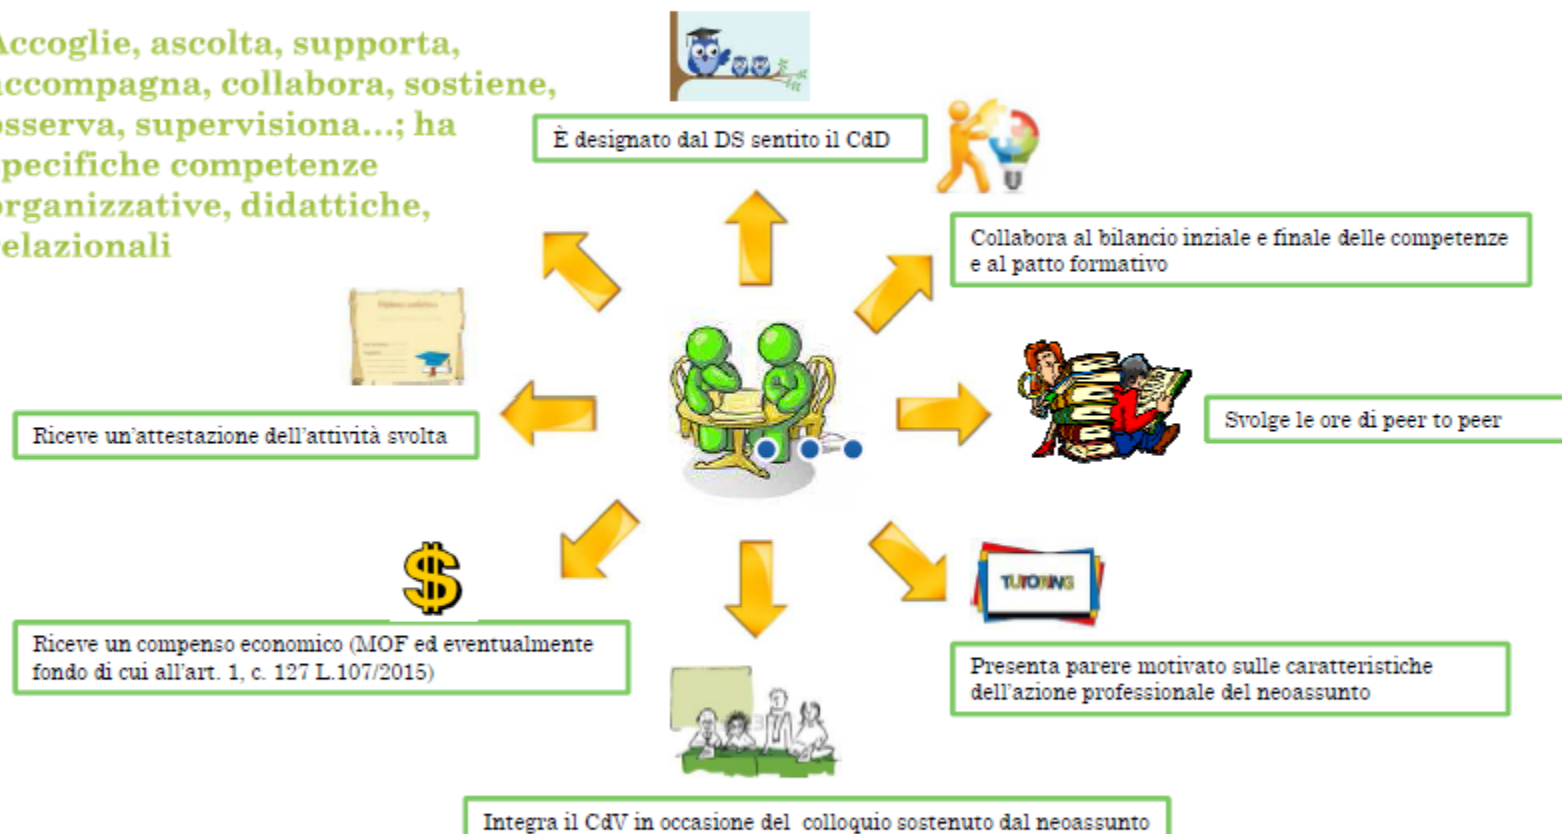 Accoglie, ascolta, supporta,
accompagna, collabora, sostiene,
osserva, supervisiona...; ha
specifiche competenze
organizzative, didattiche,
relazionali
È designato dal DS sentito il CdD
Collabora al bilancio inziale e finale delle competenze
e al patto formativo
Svolge le ore di peer to peer
TUTORING
Presenta parere motivato sulle caratteristiche
dell'azione professionale del neoassunto
Integra il CdV in occasione del colloquio sostenuto dal neoassunto
Riceve un compenso economico (MOF ed eventualmente
fondo di cui all'art. 1, c. 127 L.107/2015)
Riceve un'attestazione dell'attività svolta